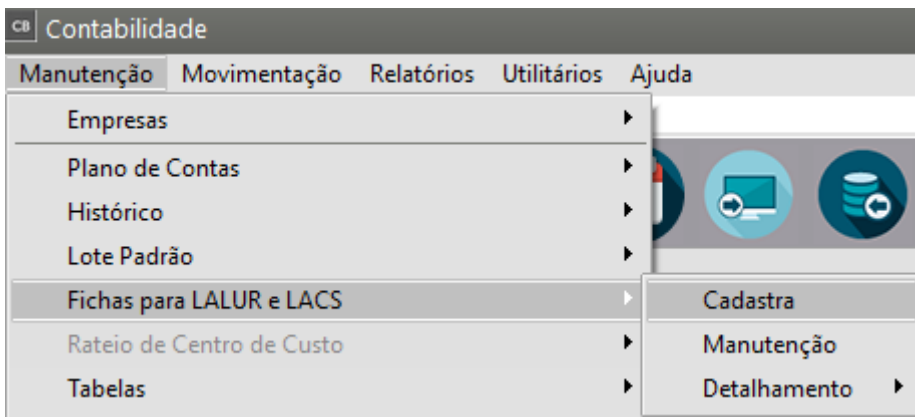 CB Contabilidade
Manutenção Movimentação Relatórios Utilitários Ajuda
Empresas
Plano de Contas
Histórico
Lote Padrão
Fichas para LALUR e LACS
Cadastra
Rateio de Centro de Custo
Manutenção
Tabelas
Detalhamento